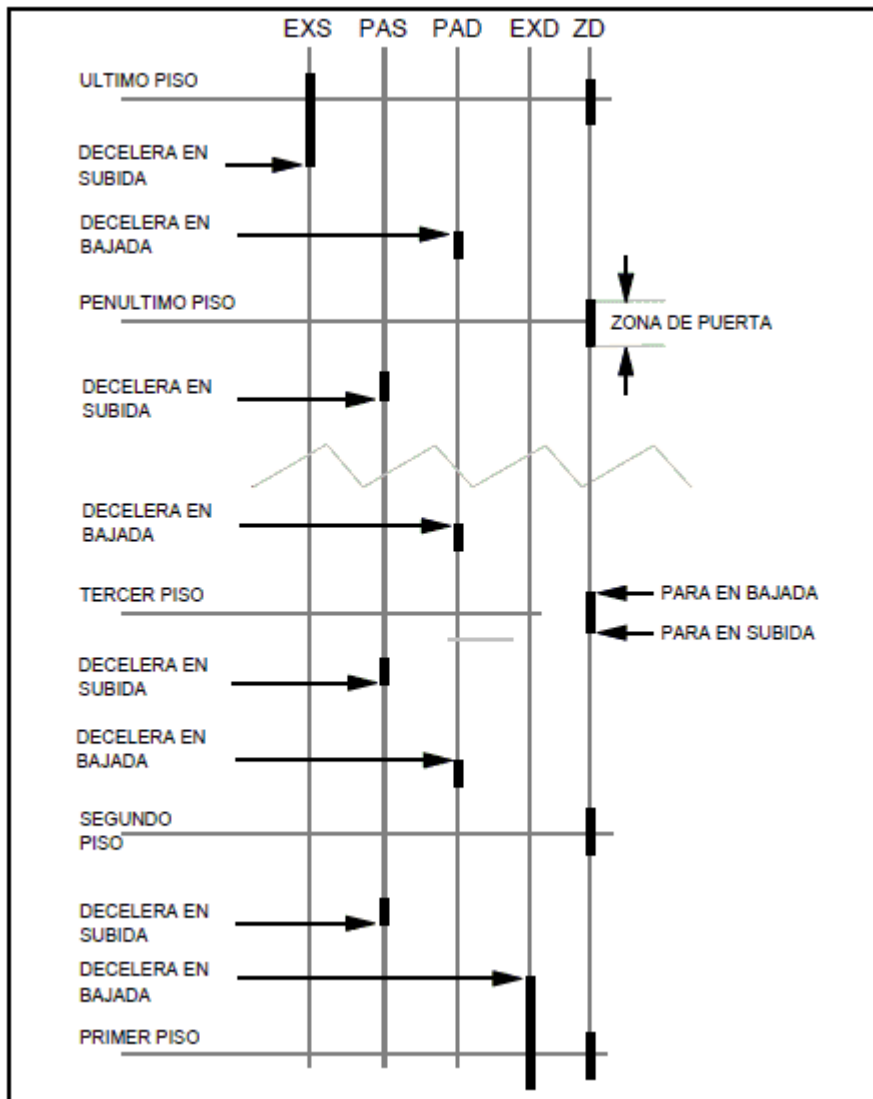 EXS PAS PAD EXD ZD
ULTIMO PISO
DECELERA EN
SUBIDA
DECELERA EN
BAJADA
PENULTIMO PISO
ZONA DE PUERTA
DECELERA EN
SUBIDA
DECELERA EN
BAJADA
TERCER PISO
PARA EN BAJADA
PARA EN SUBIDA
DECELERA EN
SUBIDA
DECELERA EN
BAJADA
SEGUNDO
PISO
DECELERA EN
SUBIDA
DECELERA EN
BAJADA
PRIMER PISO